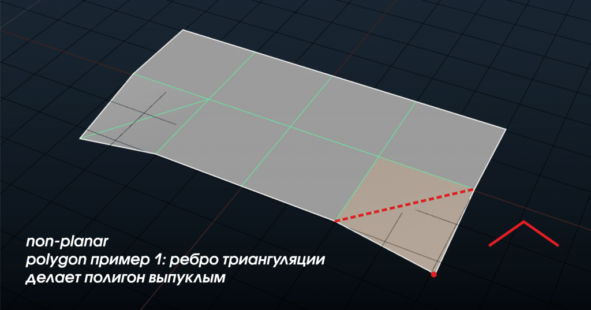 non-planar
polygon пример 1: ребро триангуляции
делает полигон выпуклым